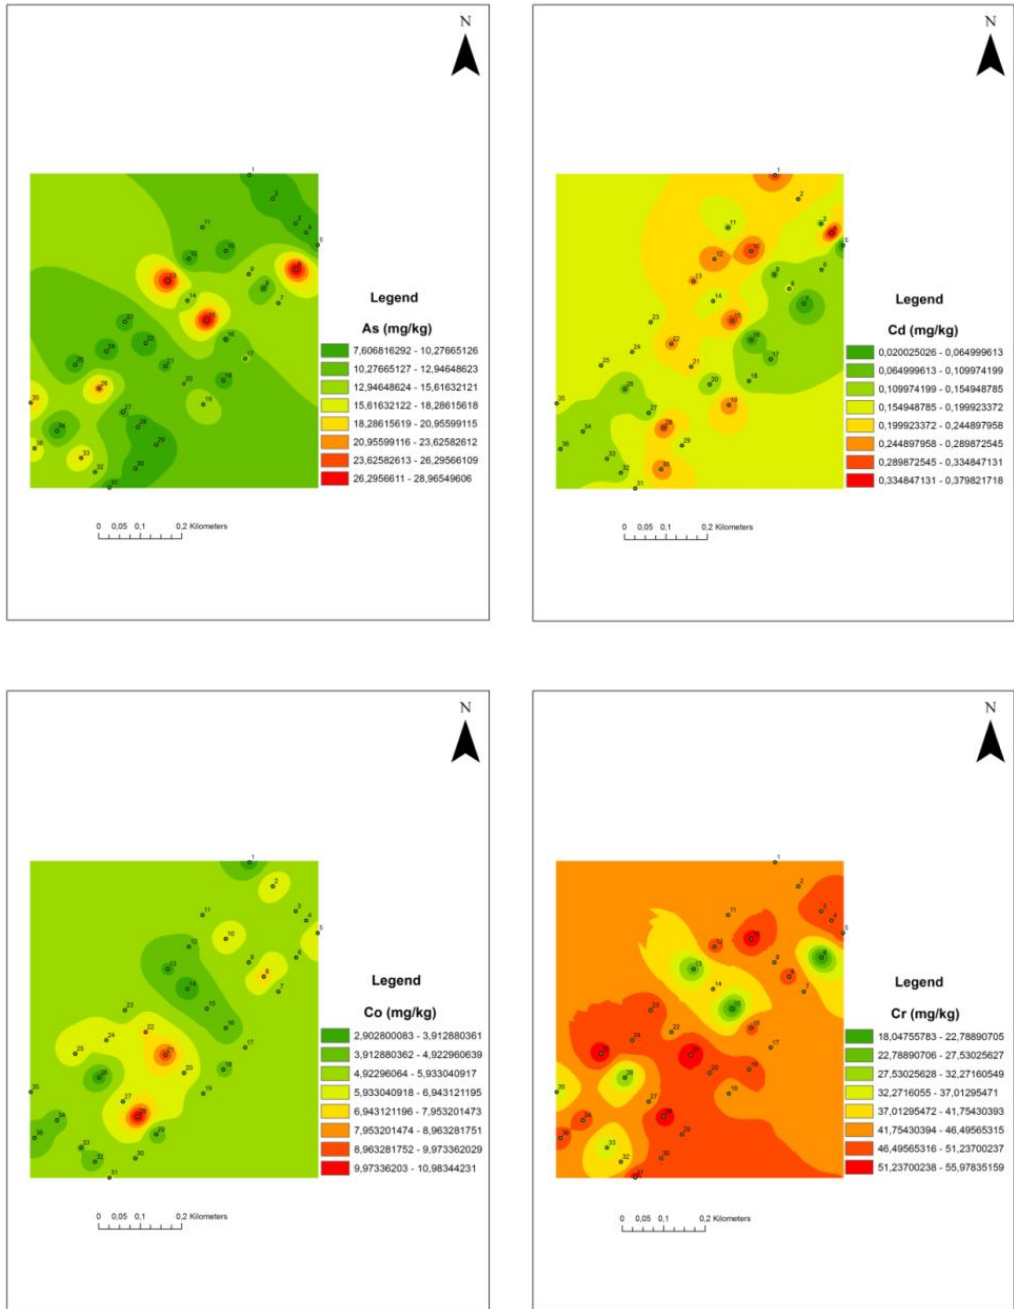 N
Legend
As (mg/kg)
7,606816292 - 10,27665126
10,27665127 - 12,94648623
12,94648624 - 15,61632121
15,61632122 - 18,28615618
18,28615619 - 20,95599115
20,95599116 - 23,62582612
23,62582613 - 26,29566109
26,2956611 - 28,96549606
0 0,05 0,1 0,2 Kilometers
N
Legend
Cd (mg/kg)
0,020025026 - 0,064999613
0,064999613 - 0,109974199
0,109974199 - 0,154948785
0,154948785 - 0,199923372
0,199923372 - 0,244897958
0,244897958 - 0,289872545
0,289872545 - 0,334847131
0,334847131 - 0,379821718
0 0,05 0,1 0,2 Kilometers
N
Legend
Co (mg/kg)
2,902800083 - 3,912880361
3,912880362 - 4,922960639
4,92296064 - 5,933040917
5,933040918 - 6,943121195
6,943121196 - 7,953201473
7,953201474 - 8,963281751
8,963281752 - 9,973362029
9,97336203 - 10,98344231
0 0,05 0,1 0,2 Kilometers
N
Legend
Cr (mg/kg)
18,04755783 - 22,78890705
22,78890706 - 27,53025627
27,53025628 - 32,27160549
32,2716055 - 37,01295471
37,01295472 - 41,75430393
41,75430394 - 46,49565315
46,49565316 - 51,23700237
51,23700238 - 55,97835159
0 0,05 0,1 0,2 Kilometers